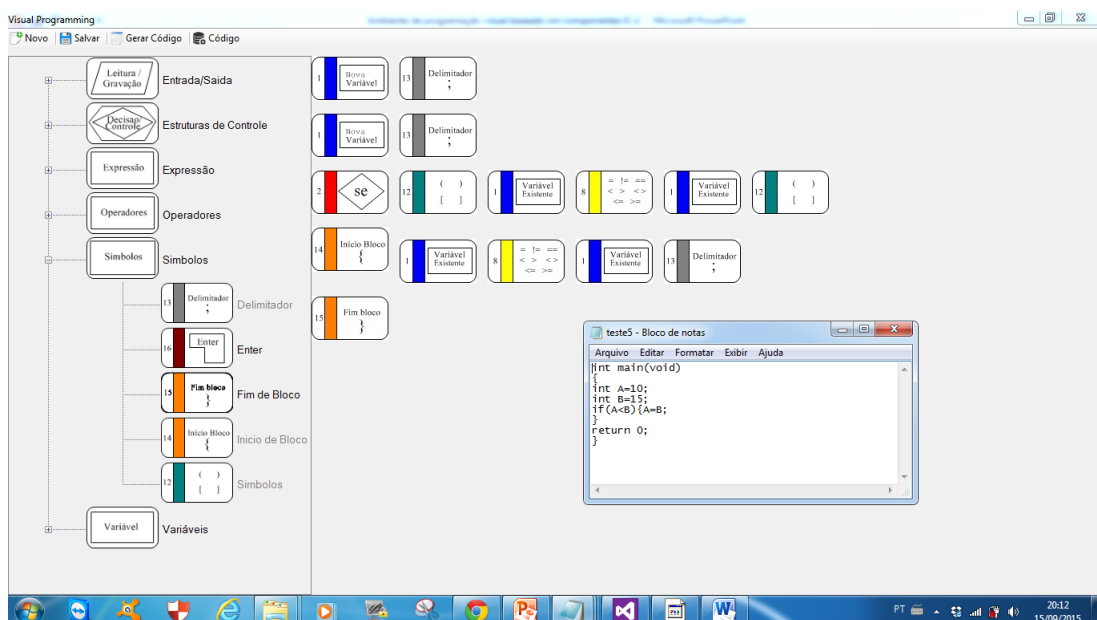 Visual Programming
Novo Salvar Gerar Código Código
Leitura /
Gravação
Entrada/Saida
Decisão/
Controle
Estruturas de Controle
Expressão
Expressão
Operadores
Operadores
Simbolos
Simbolos
13 Delimitador
;
Delimitador
16 Enter
Enter
15 Fim bloco
}
Fim de Bloco
14 Início Bloco
{
Inicio de Bloco
12 ( )
[ ]
Simbolos
Variável
Variáveis
1 Nova
Variável
13 Delimitador
;
1 Nova
Variável
13 Delimitador
;
2 se
12 ( )
[ ]
1 Variável
Existente
8 = != ==
< > <>
<= >=
1 Variável
Existente
12 ( )
[ ]
14 Início Bloco
{
1 Variável
Existente
8 = != ==
< > <>
<= >=
1 Variável
Existente
13 Delimitador
;
15 Fim bloco
}
teste5 - Bloco de notas
Arquivo Editar Formatar Exibir Ajuda
int main(void)
{
int A=10;
int B=15;
if(A<B){A=B;
}
return 0;
}
PT
20:12
15/09/2015